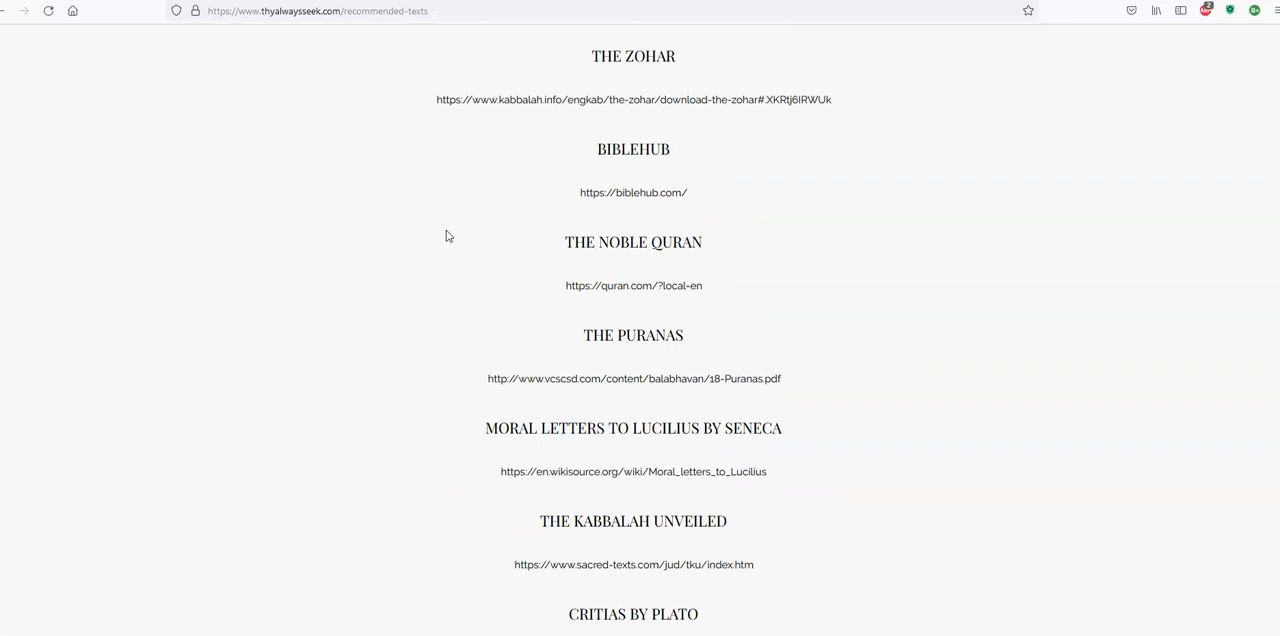 https://www.thyalwaysseek.com/recommended-texts
2
B+
THE ZOHAR
https://www.kabbalah.info/engkab/the-zohar/download-the-zohar#.XKRtj6IRWUk
BIBLEHUB
https://biblehub.com/
THE NOBLE QURAN
https://quran.com/?local=en
THE PURANAS
http://www.vcscsd.com/content/balabhavan/18-Puranas.pdf
MORAL LETTERS TO LUCILIUS BY SENECA
https://en.wikisource.org/wiki/Moral_letters_to_Lucilius
THE KABBALAH UNVEILED
https://www.sacred-texts.com/jud/tku/index.htm
CRITIAS BY PLATO